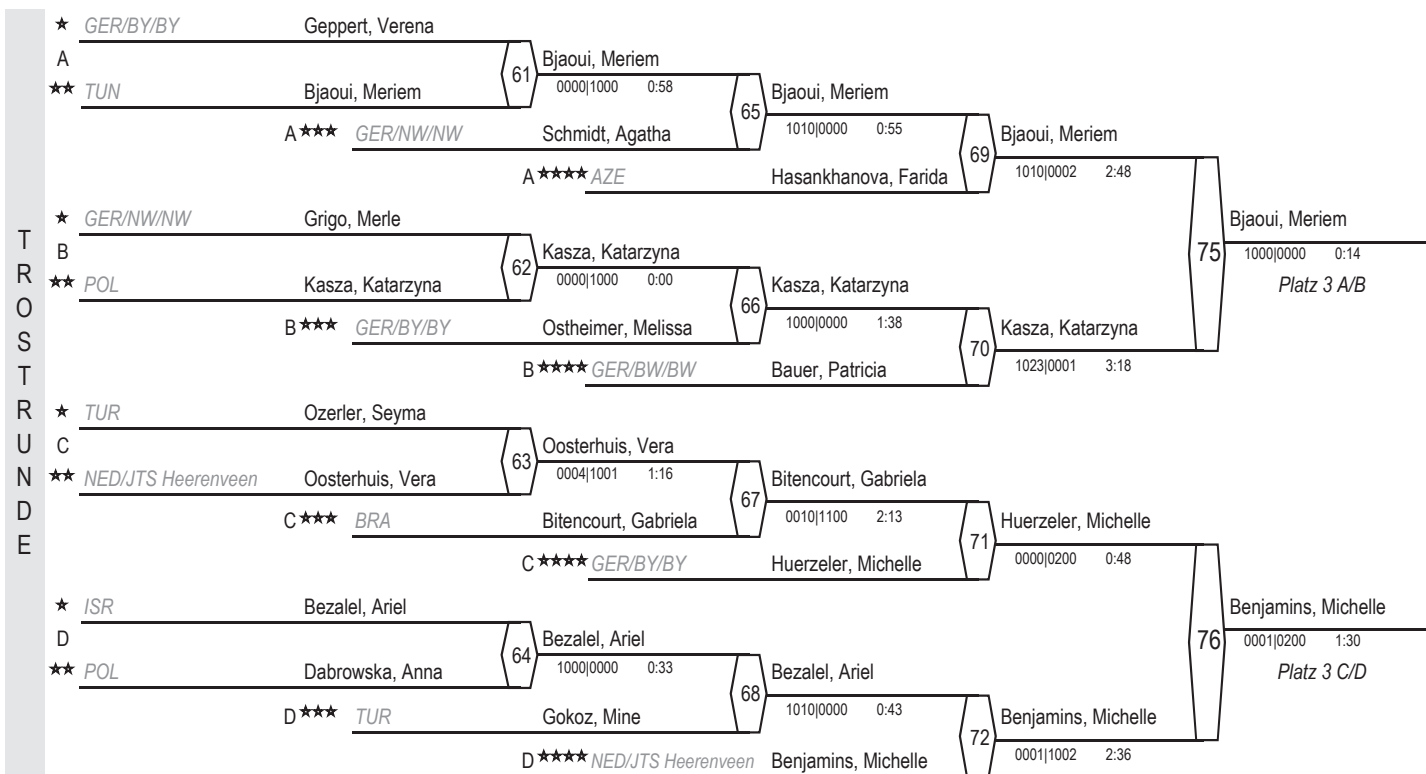 TROSTRUNDE
★ GER/BY/BY Geppert, Verena
A
★★ TUN Bjaoui, Meriem
61
Bjaoui, Meriem
0000|1000 0:58
A ★★★ GER/NW/NW Schmidt, Agatha
65
Bjaoui, Meriem
1010|0000 0:55
A ★★★★ AZE Hasankhanova, Farida
69
Bjaoui, Meriem
1010|0002 2:48
★ GER/NW/NW Grigo, Merle
B
★★ POL Kasza, Katarzyna
62
Kasza, Katarzyna
0000|1000 0:00
B ★★★ GER/BY/BY Ostheimer, Melissa
66
Kasza, Katarzyna
1000|0000 1:38
B ★★★★ GER/BW/BW Bauer, Patricia
70
Kasza, Katarzyna
1023|0001 3:18
75
Bjaoui, Meriem
1000|0000 0:14
Platz 3 A/B
★ TUR Ozerler, Seyma
C
★★ NED/JTS Heerenveen Oosterhuis, Vera
63
Oosterhuis, Vera
0004|1001 1:16
C ★★★ BRA Bitencourt, Gabriela
67
Bitencourt, Gabriela
0010|1100 2:13
C ★★★★ GER/BY/BY Huerzeler, Michelle
71
Huerzeler, Michelle
0000|0200 0:48
★ ISR Bezalel, Ariel
D
★★ POL Dabrowska, Anna
64
Bezalel, Ariel
1000|0000 0:33
D ★★★ TUR Gokoz, Mine
68
Bezalel, Ariel
1010|0000 0:43
D ★★★★ NED/JTS Heerenveen Benjamins, Michelle
72
Benjamins, Michelle
0001|1002 2:36
76
Benjamins, Michelle
0001|0200 1:30
Platz 3 C/D